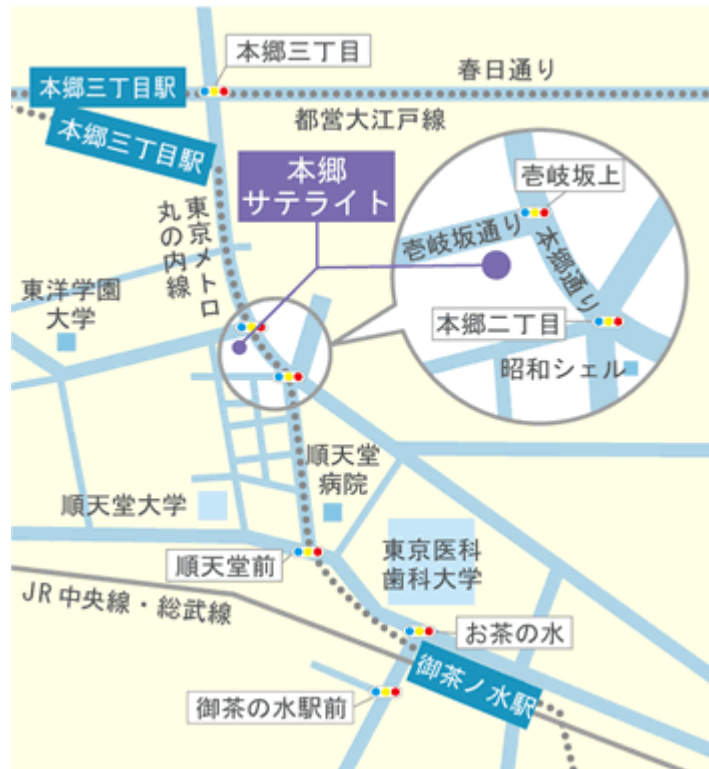 本郷三丁目
春日通り
本郷三丁目駅
都営大江戸線
本郷三丁目駅
本郷
サテライト
壱岐坂上
東京メトロ
丸の内線
壱岐坂通り
本郷通り
東洋学園
大学
本郷二丁目
昭和シェル
順天堂
病院
順天堂大学
東京医科
歯科大学
順天堂前
JR中央線・総武線
お茶の水
御茶ノ水駅
御茶の水駅前